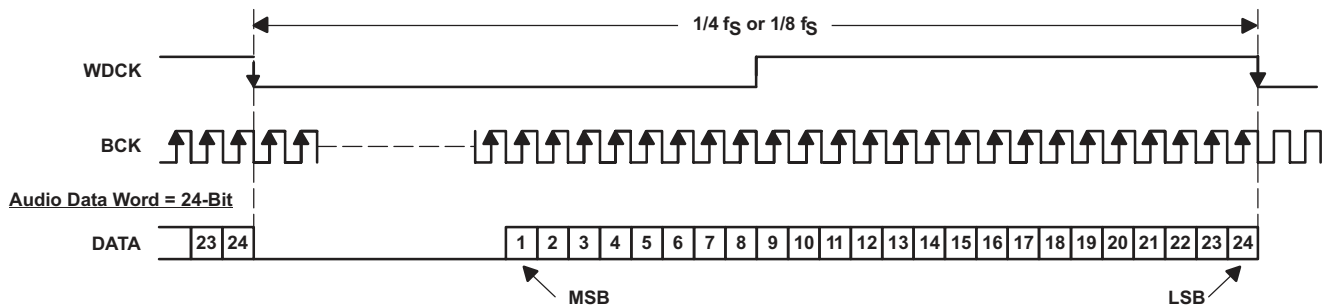 1/4 fS or 1/8 fS
WDCK
BCK
Audio Data Word = 24-Bit
DATA
23 24 1 2 3 4 5 6 7 8 9 10 11 12 13 14 15 16 17 18 19 20 21 22 23 24
MSB LSB